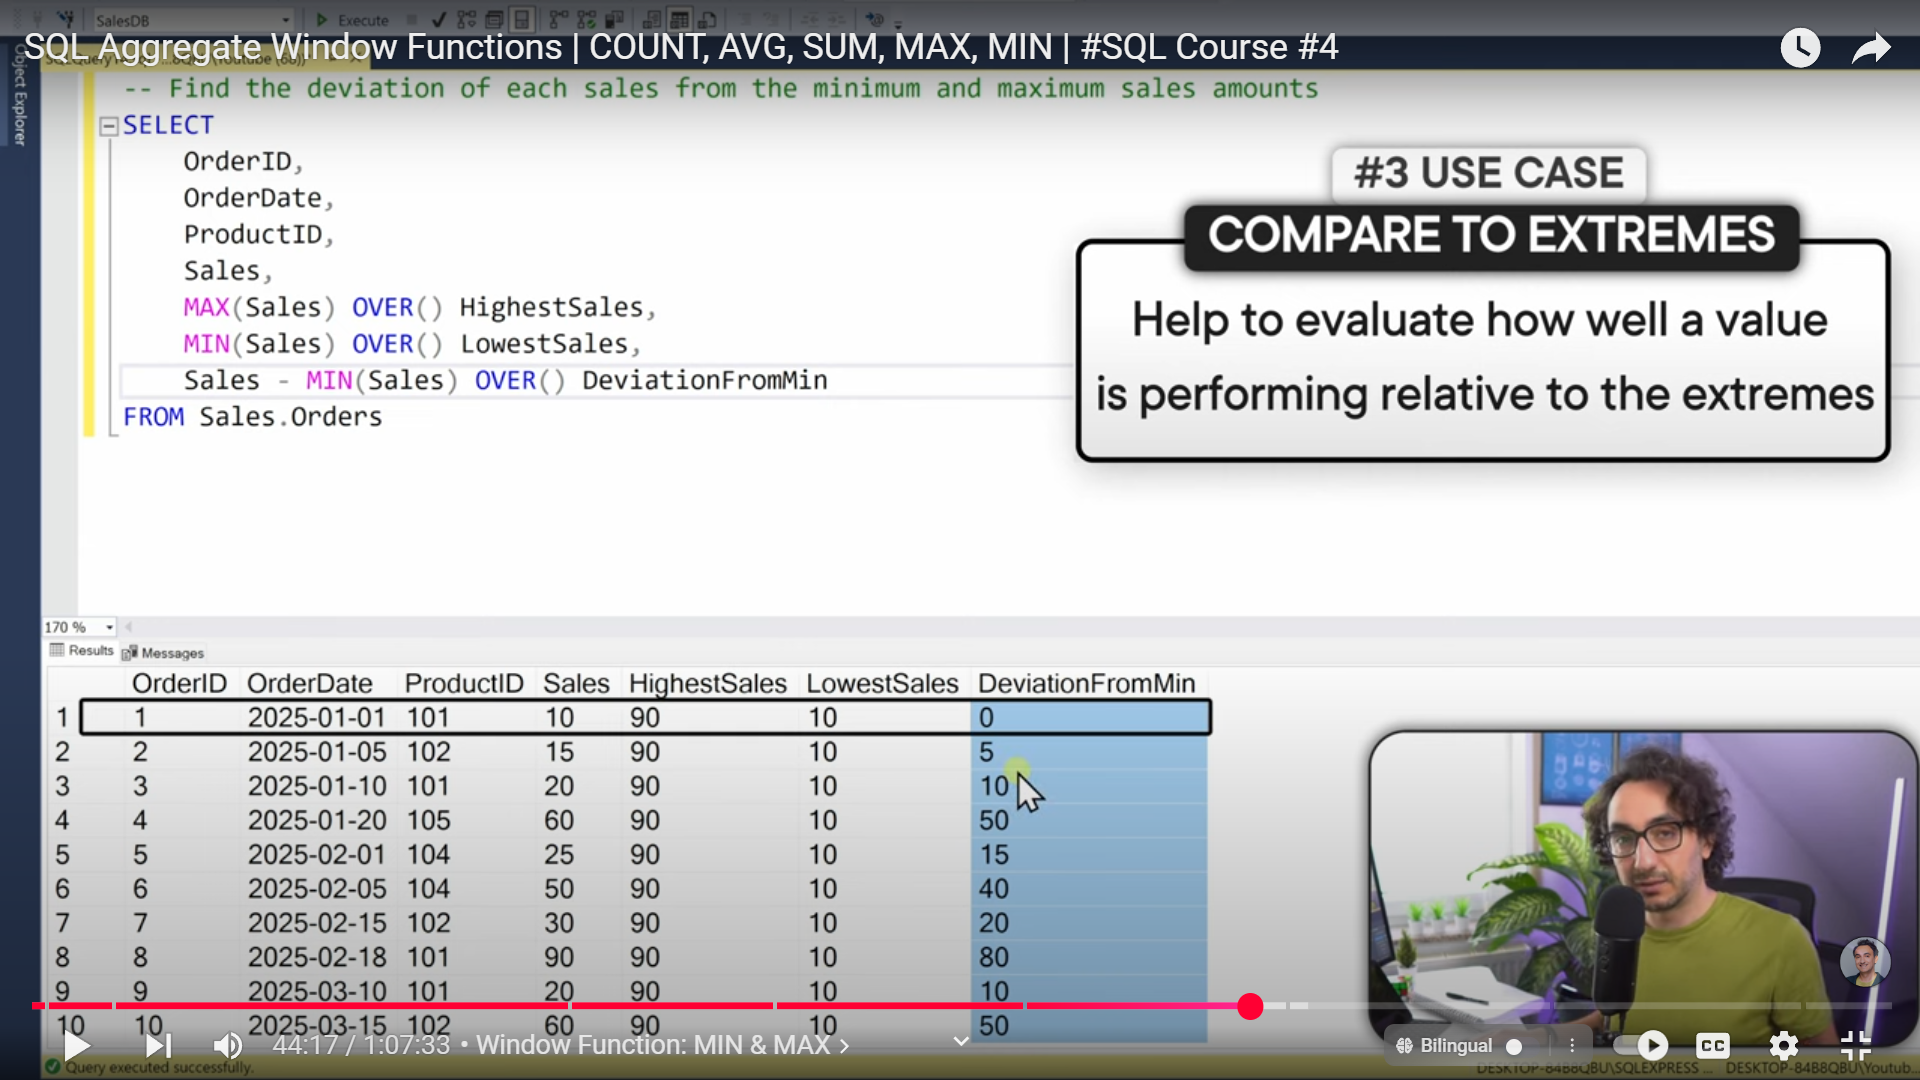 SalesDB
Execute
SQL Aggregate Window Functions | COUNT, AVG, SUM, MAX, MIN | #SQL Course #4
Object Explorer
-- Find the deviation of each sales from the minimum and maximum sales amounts
SELECT
OrderID,
OrderDate,
ProductID,
Sales,
MAX(Sales) OVER() HighestSales,
MIN(Sales) OVER() LowestSales,
Sales - MIN(Sales) OVER() DeviationFromMin
FROM Sales.Orders
#3 USE CASE
COMPARE TO EXTREMES
Help to evaluate how well a value
is performing relative to the extremes
170 %
Results Messages
OrderID OrderDate ProductID Sales HighestSales LowestSales DeviationFromMin
1 1 2025-01-01 101 10 90 10 0
2 2 2025-01-05 102 15 90 10 5
3 3 2025-01-10 101 20 90 10 10
4 4 2025-01-20 105 60 90 10 50
5 5 2025-02-01 104 25 90 10 15
6 6 2025-02-05 104 50 90 10 40
7 7 2025-02-15 102 30 90 10 20
8 8 2025-02-18 101 90 90 10 80
9 9 2025-03-10 101 20 90 10 10
10 10 2025-03-15 102 60 90 10 50
44:17 / 1:07:33 • Window Function: MIN & MAX
Bilingual
CC
Query executed successfully.
DESKTOP-84B8QBU\SQLEXPRESS ... DESKTOP-84B8QBU\Youtub...